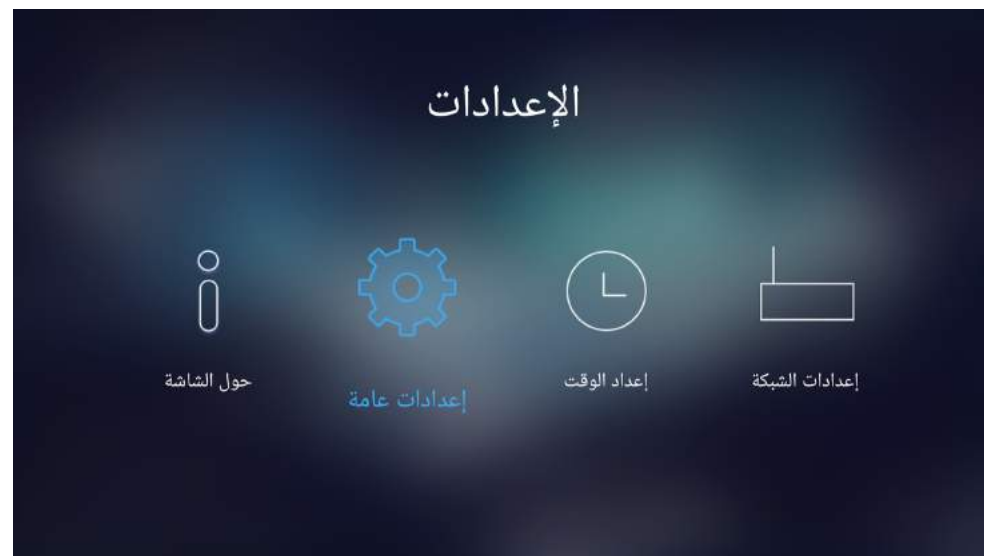 الإعدادات
إعدادات الشبكة
إعداد الوقت
إعدادات عامة
حول الشاشة